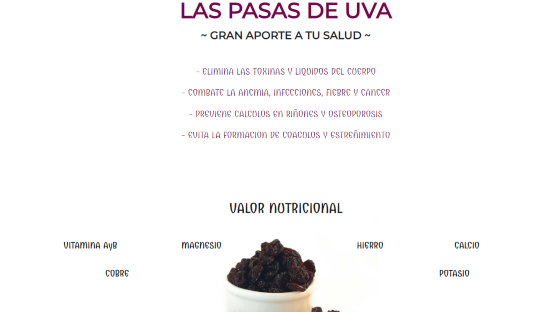 LAS PASAS DE UVA
~ GRAN APORTE A TU SALUD ~
- ELIMINA LAS TOXINAS Y LIQUIDOS DEL CUERPO
- COMBATE LA ANEMIA, INFECCIONES, FIEBRE Y CANCER
- PREVIENE CALCULOS EN RIÑONES Y OSTEOPOROSIS
- EVITA LA FORMACION DE COAGULOS Y ESTREÑIMIENTO
VALOR NUTRICIONAL
VITAMINA AyB MAGNESIO HIERRO CALCIO
COBRE POTASIO